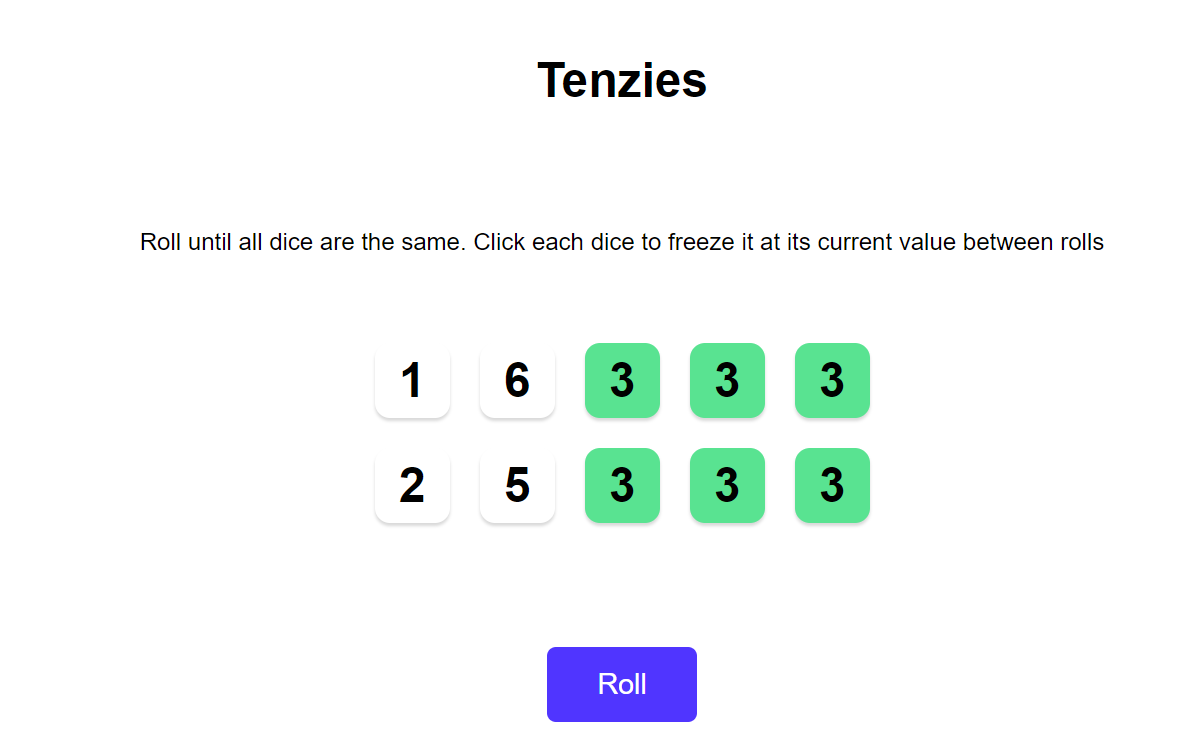 Tenzies
Roll until all dice are the same. Click each dice to freeze it at its current value between rolls
1 6 3 3 3
2 5 3 3 3
Roll